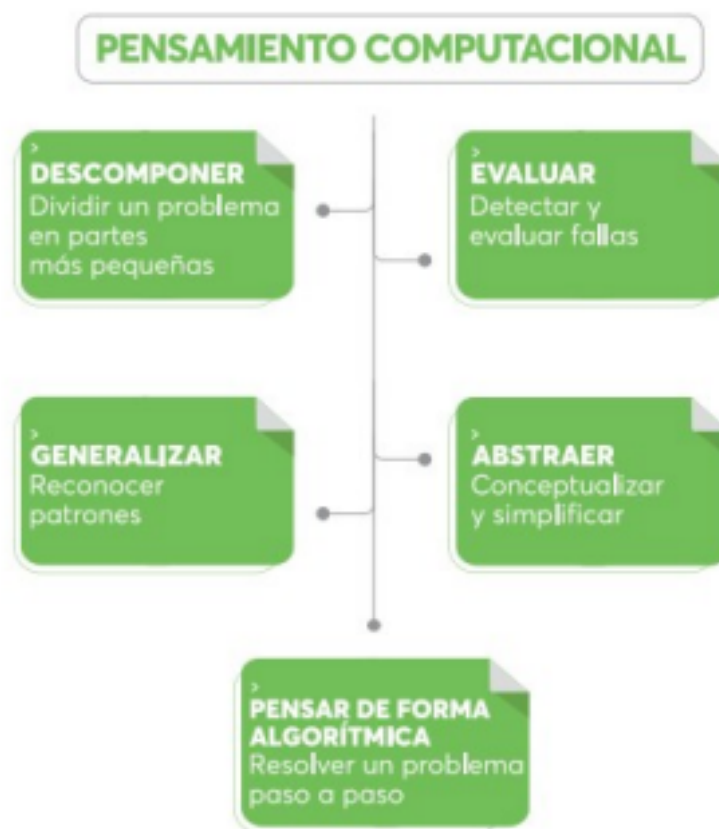 PENSAMIENTO COMPUTACIONAL
>
DESCOMPONER
Dividir un problema
en partes
más pequeñas
>
EVALUAR
Detectar y
evaluar fallas
>
GENERALIZAR
Reconocer
patrones
>
ABSTRAER
Conceptualizar
y simplificar
>
PENSAR DE FORMA
ALGORÍTMICA
Resolver un problema
paso a paso